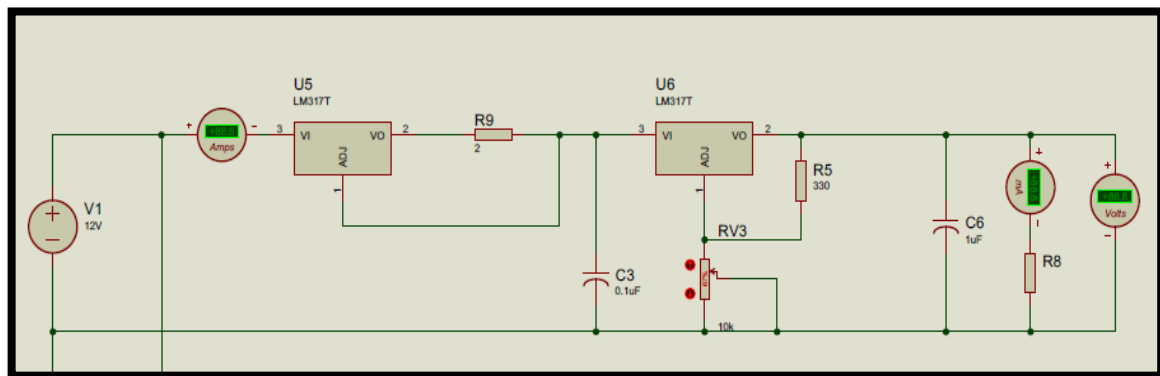 U5
LM317T
U6
LM317T
R9
2
+
-
3
VI
VO
2
ADJ
1
Amps
3
VI
VO
2
ADJ
1
R5
330
+
mA
-
+
Volts
-
V1
12V
+
-
RV3
C6
1uF
R8
C3
0.1uF
10k